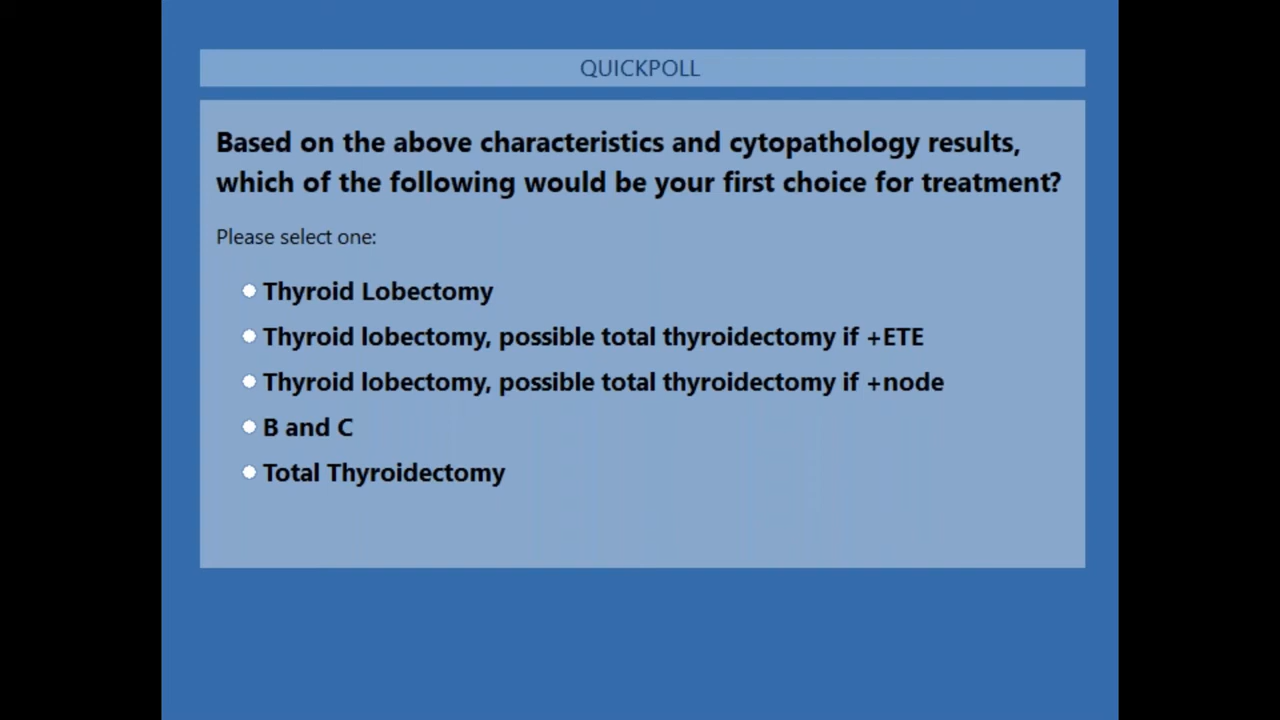 QUICKPOLL
Based on the above characteristics and cytopathology results,
which of the following would be your first choice for treatment?
Please select one:
Thyroid Lobectomy
Thyroid lobectomy, possible total thyroidectomy if +ETE
Thyroid lobectomy, possible total thyroidectomy if +node
B and C
Total Thyroidectomy